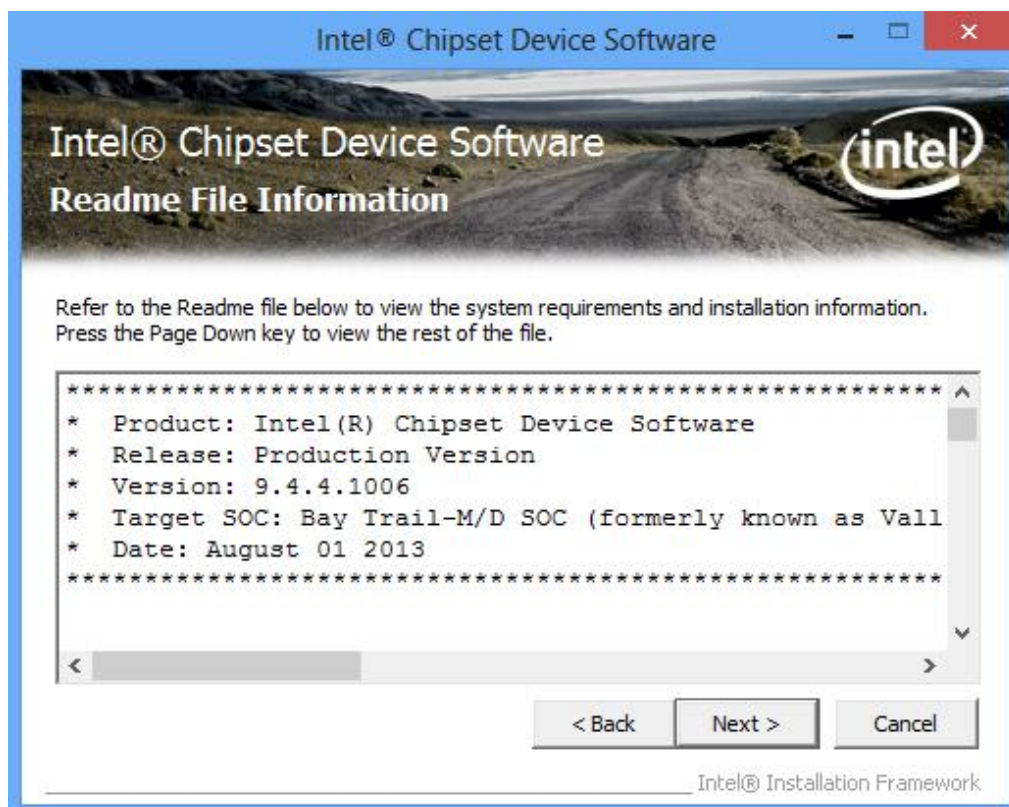 Intel® Chipset Device Software
Intel® Chipset Device Software
intel
Readme File Information
Refer to the Readme file below to view the system requirements and installation information.
Press the Page Down key to view the rest of the file.
********************************************************
* Product: Intel(R) Chipset Device Software
* Release: Production Version
* Version: 9.4.4.1006
* Target SOC: Bay Trail-M/D SOC (formerly known as Vall
* Date: August 01 2013
********************************************************
< Back Next > Cancel
Intel® Installation Framework